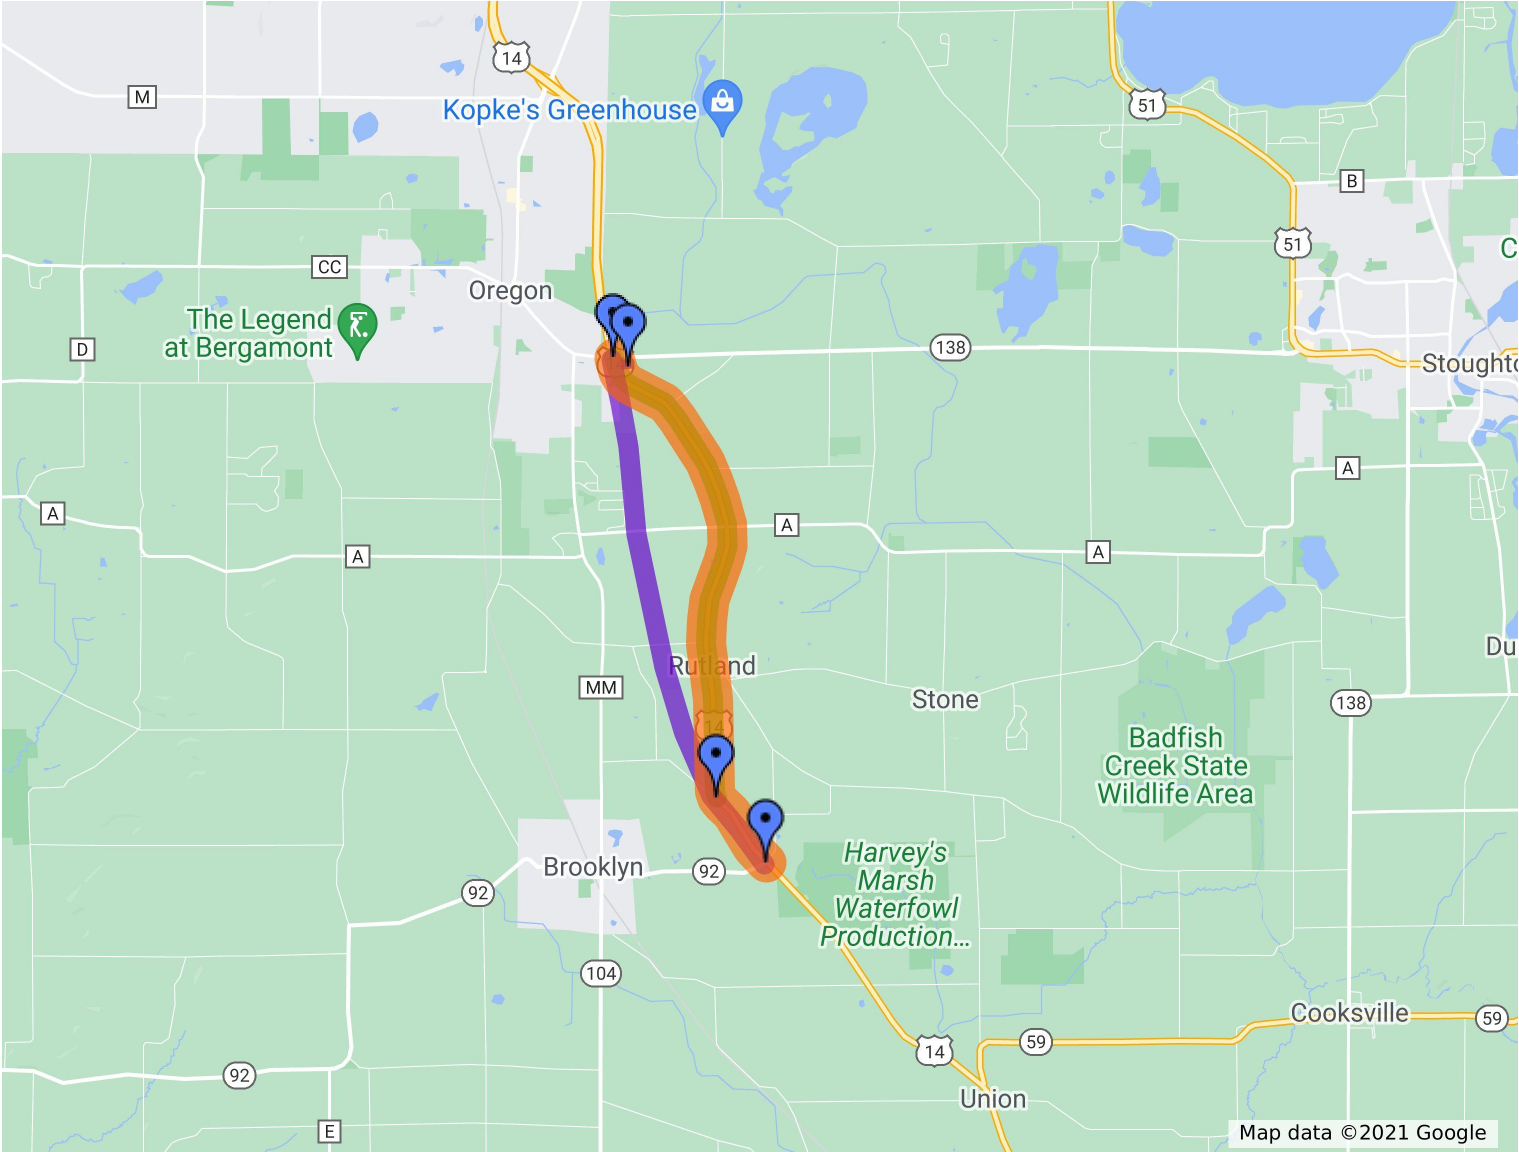 14
M
Kopke's Greenhouse
51
B
51
C
CC
Oregon
The Legend
at Bergamont
D
138
Stoughto
A
A
A
A
A
Rutland
MM
Stone
Du
138
14
Badfish
Creek State
Wildlife Area
Harvey's
Marsh
Waterfowl
Production...
Brooklyn
92
92
104
Cooksville
59
59
14
92
Union
E
Map data ©2021 Google